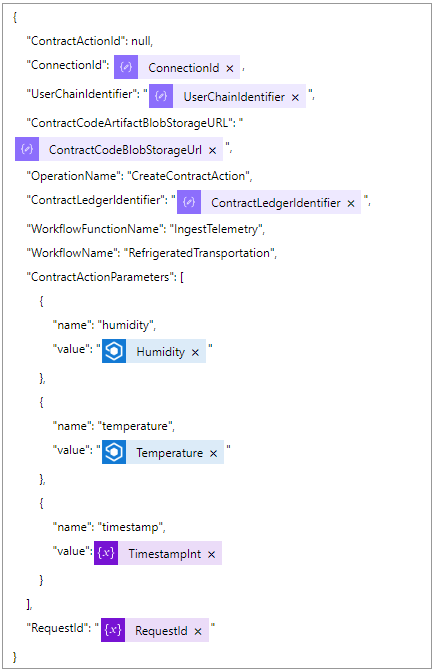 {
"ContractActionId": null,
"ConnectionId": ConnectionId × ,
"UserChainIdentifier": " UserChainIdentifier × ",
"ContractCodeArtifactBlobStorageURL": "
ContractCodeBlobStorageUrl × ",
"OperationName": "CreateContractAction",
"ContractLedgerIdentifier": " ContractLedgerIdentifier × ",
"WorkflowFunctionName": "IngestTelemetry",
"WorkflowName": "RefrigeratedTransportation",
"ContractActionParameters": [
{
"name": "humidity",
"value": " Humidity × "
},
{
"name": "temperature",
"value": " Temperature × "
},
{
"name": "timestamp",
"value": {x} TimestampInt ×
}
],
"RequestId": " {x} RequestId × "
}